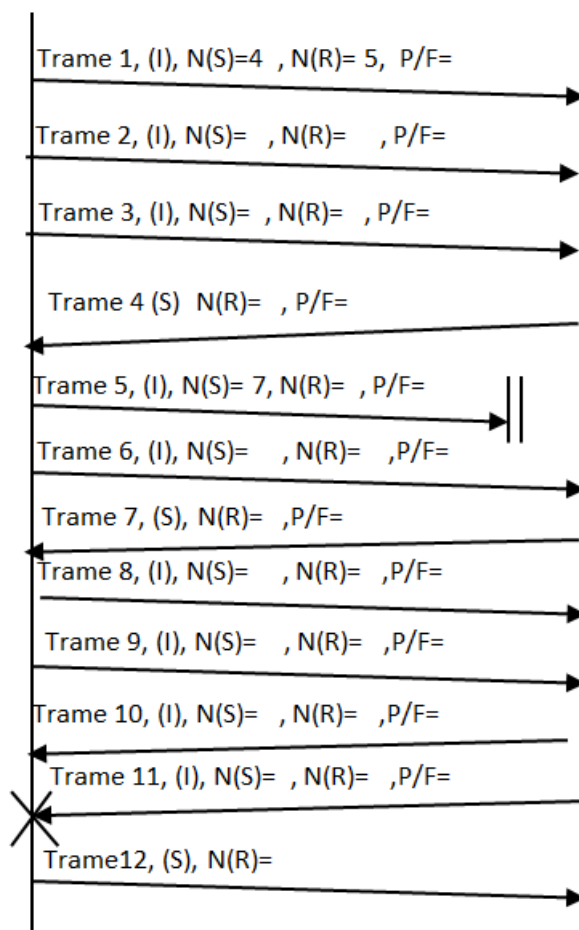 Trame 1, (I), N(S)=4 , N(R)= 5, P/F=
Trame 2, (I), N(S)= , N(R)= , P/F=
Trame 3, (I), N(S)= , N(R)= , P/F=
Trame 4 (S) N(R)= , P/F=
Trame 5, (I), N(S)= 7, N(R)= , P/F=
Trame 6, (I), N(S)= , N(R)= ,P/F=
Trame 7, (S), N(R)= ,P/F=
Trame 8, (I), N(S)= , N(R)= ,P/F=
Trame 9, (I), N(S)= , N(R)= ,P/F=
Trame 10, (I), N(S)= , N(R)= ,P/F=
Trame 11, (I), N(S)= , N(R)= ,P/F=
Trame12, (S), N(R)=